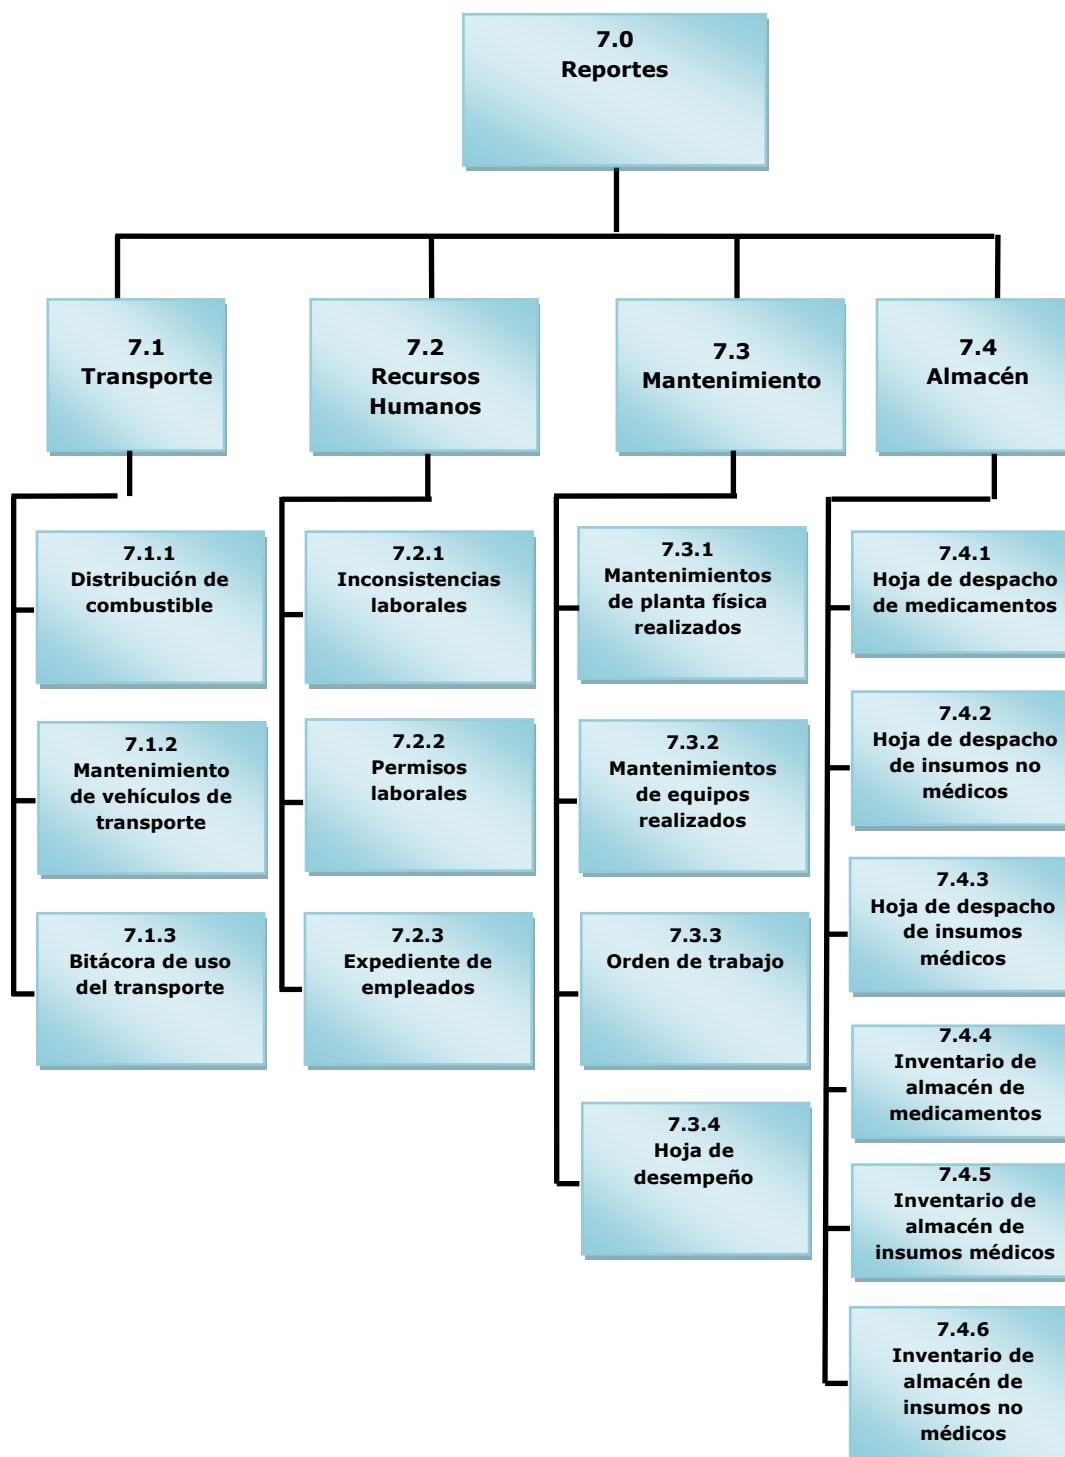 7.0
Reportes
7.1
Transporte
7.2
Recursos
Humanos
7.3
Mantenimiento
7.4
Almacén
7.1.1
Distribución de
combustible
7.1.2
Mantenimiento
de vehículos de
transporte
7.1.3
Bitácora de uso
del transporte
7.2.1
Inconsistencias
laborales
7.2.2
Permisos
laborales
7.2.3
Expediente de
empleados
7.3.1
Mantenimientos
de planta física
realizados
7.3.2
Mantenimientos
de equipos
realizados
7.3.3
Orden de trabajo
7.3.4
Hoja de
desempeño
7.4.1
Hoja de despacho
de medicamentos
7.4.2
Hoja de despacho
de insumos no
médicos
7.4.3
Hoja de despacho
de insumos
médicos
7.4.4
Inventario de
almacén de
medicamentos
7.4.5
Inventario de
almacén de
insumos médicos
7.4.6
Inventario de
almacén de
insumos no
médicos